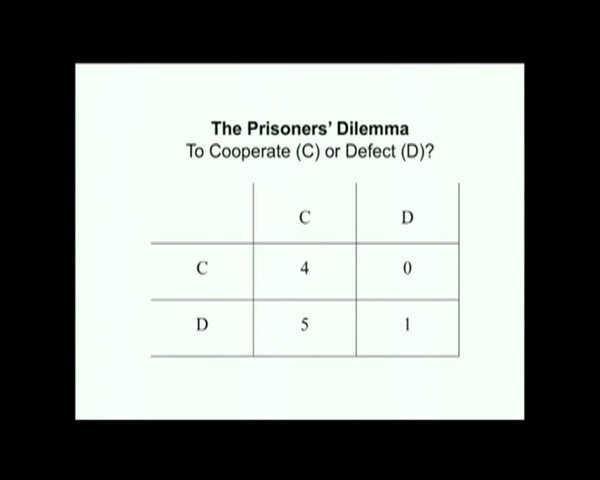 The Prisoners' Dilemma
To Cooperate (C) or Defect (D)?
C D
C 4 0
D 5 1